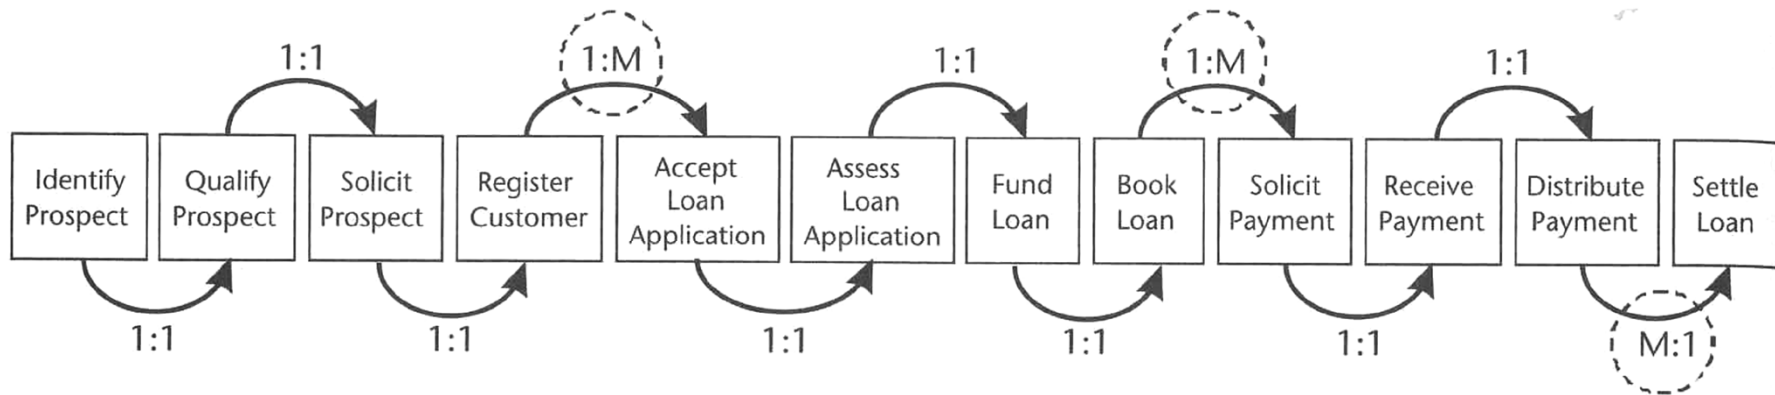 1:1
1:M
1:1
1:M
1:1
Identify
Prospect
Qualify
Prospect
Solicit
Prospect
Register
Customer
Accept
Loan
Application
Assess
Loan
Application
Fund
Loan
Book
Loan
Solicit
Payment
Receive
Payment
Distribute
Payment
Settle
Loan
1:1
1:1
1:1
1:1
1:1
M:1